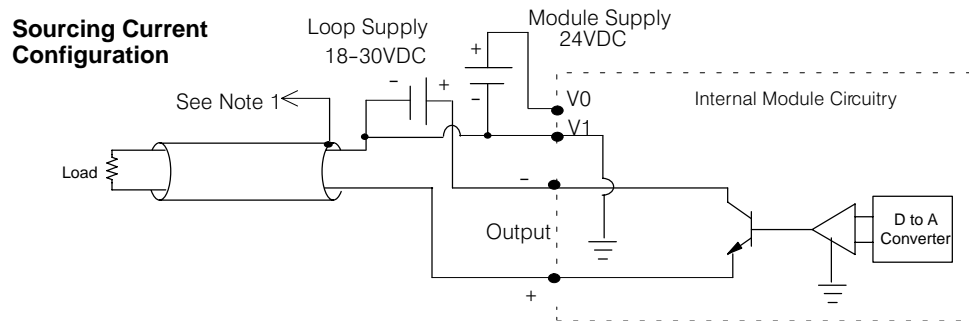 Sourcing Current
Configuration
Loop Supply
18-30VDC
Module Supply
24VDC
+
-
+
-
See Note 1
V0
V1
Internal Module Circuitry
Load
-
Output
+
D to A
Converter